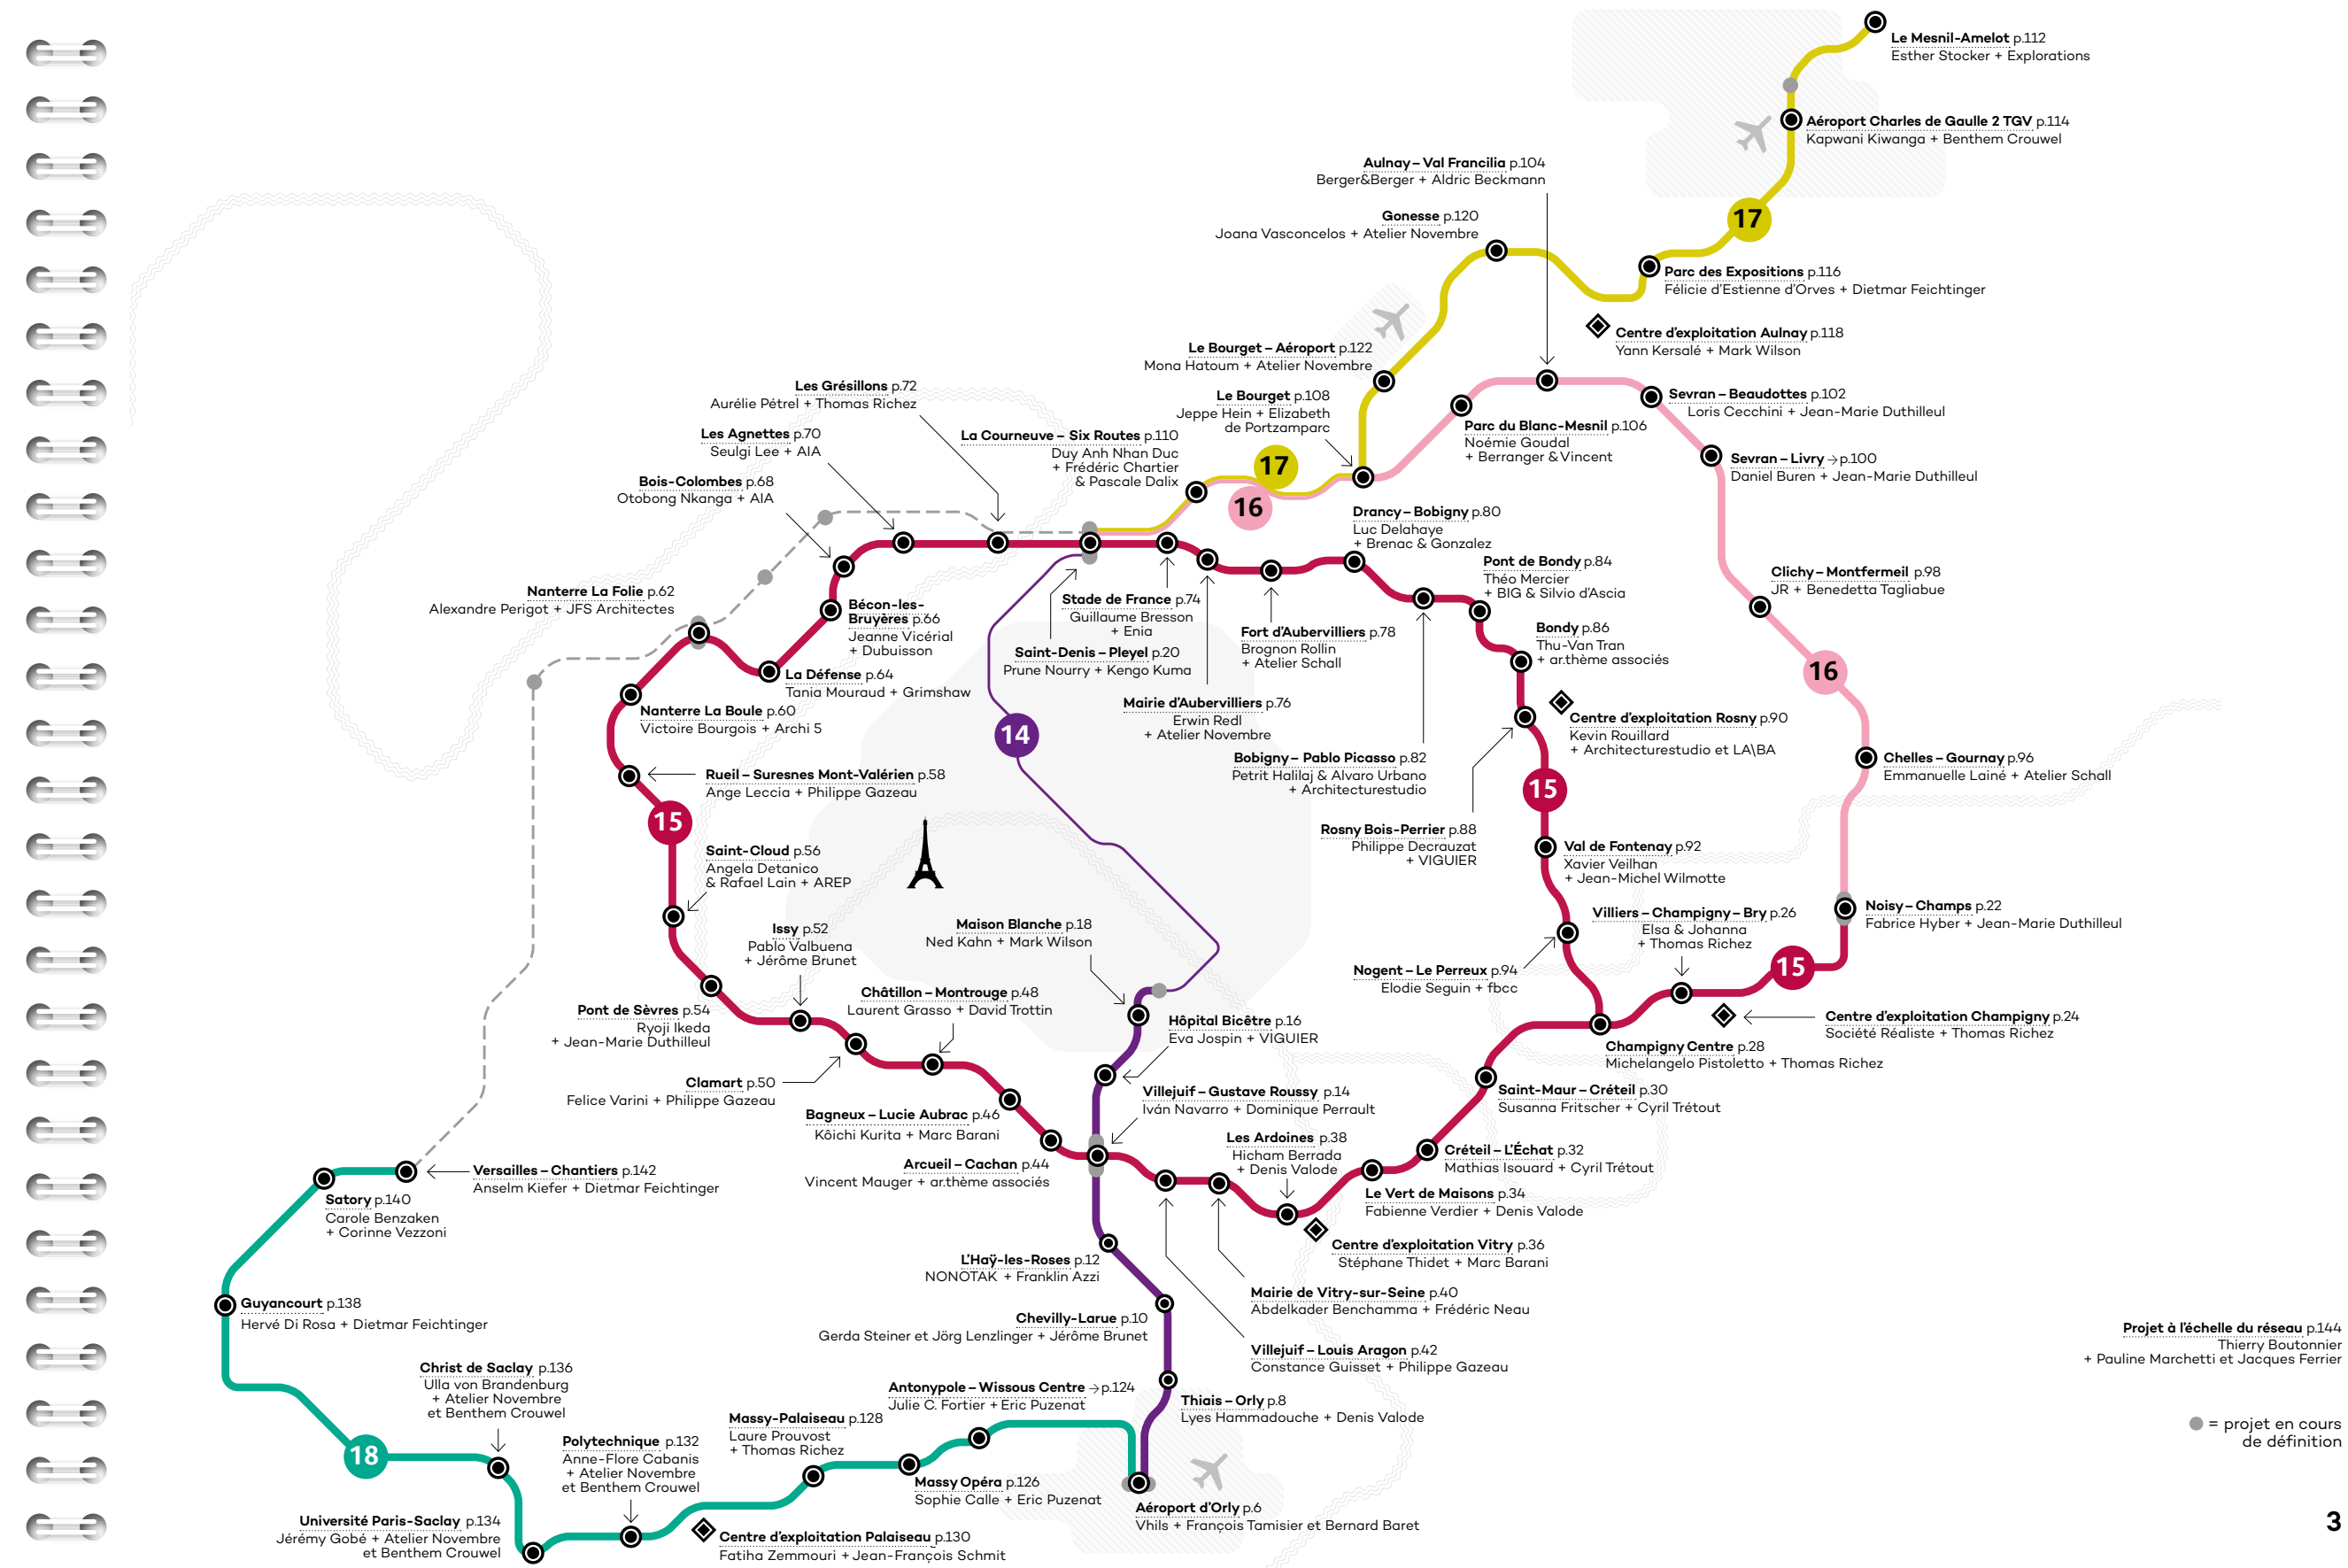 Le Mesnil-Amelot p.112
Esther Stocker + Explorations
Aéroport Charles de Gaulle 2 TGV p.114
Kapwani Kiwanga + Benthem Crouwel
Aulnay – Val Francilia p.104
Berger&Berger + Aldric Beckmann
17
Gonesse p.120
Joana Vasconcelos + Atelier Novembre
Parc des Expositions p.116
Félicie d'Estienne d'Orves + Dietmar Feichtinger
Centre d'exploitation Aulnay p.118
Yann Kersalé + Mark Wilson
Le Bourget – Aéroport p.122
Mona Hatoum + Atelier Novembre
Les Grésillons p.72
Aurélie Pétrel + Thomas Richez
Le Bourget p.108
Jeppe Hein + Elizabeth
de Portzamparc
Sevran – Beaudottes p.102
Loris Cecchini + Jean-Marie Duthilleul
Les Agnettes p.70
Seulgi Lee + AIA
La Courneuve – Six Routes p.110
Duy Anh Nhan Duc
+ Frédéric Chartier
& Pascale Dalix
Parc du Blanc-Mesnil p.106
Noémie Goudal
+ Berranger & Vincent
Sevran – Livry → p.100
Daniel Buren + Jean-Marie Duthilleul
17
16
Bois-Colombes p.68
Otobong Nkanga + AIA
Drancy – Bobigny p.80
Luc Delahaye
+ Brenac & Gonzalez
Pont de Bondy p.84
Théo Mercier
+ BIG & Silvio d'Ascia
Clichy – Montfermeil p.98
JR + Benedetta Tagliabue
Nanterre La Folie p.62
Alexandre Perigot + JFS Architectes
Bécon-les-
Bruyères p.66
Jeanne Vicérial
+ Dubuisson
Stade de France p.74
Guillaume Bresson
+ Enia
Fort d'Aubervilliers p.78
Brognon Rollin
+ Atelier Schall
Bondy p.86
Thu-Van Tran
+ ar.thème associés
Saint-Denis – Pleyel p.20
Prune Nourry + Kengo Kuma
La Défense p.64
Tania Mouraud + Grimshaw
16
Nanterre La Boule p.60
Victoire Bourgois + Archi 5
Mairie d'Aubervilliers p.76
Erwin Redl
+ Atelier Novembre
14
Centre d'exploitation Rosny p.90
Kevin Rouillard
+ Architecturestudio et LA\BA
Bobigny – Pablo Picasso p.82
Petrit Halilaj & Alvaro Urbano
+ Architecturestudio
Chelles – Gournay p.96
Emmanuelle Lainé + Atelier Schall
Rueil – Suresnes Mont-Valérien p.58
Ange Leccia + Philippe Gazeau
15
15
Rosny Bois-Perrier p.88
Philippe Decrauzat
+ VIGUIER
Saint-Cloud p.56
Angela Detanico
& Rafael Lain + AREP
Val de Fontenay p.92
Xavier Veilhan
+ Jean-Michel Wilmotte
Issy p.52
Pablo Valbuena
+ Jérôme Brunet
Maison Blanche p.18
Ned Kahn + Mark Wilson
Villiers – Champigny – Bry p.26
Elsa & Johanna
+ Thomas Richez
Noisy – Champs p.22
Fabrice Hyber + Jean-Marie Duthilleul
15
Nogent – Le Perreux p.94
Elodie Seguin + fbcc
Pont de Sèvres p.54
Ryoji Ikeda
+ Jean-Marie Duthilleul
Châtillon – Montrouge p.48
Laurent Grasso + David Trottin
Hôpital Bicêtre p.16
Eva Jospin + VIGUIER
Centre d'exploitation Champigny p.24
Société Réaliste + Thomas Richez
Champigny Centre p.28
Michelangelo Pistoletto + Thomas Richez
Clamart p.50
Felice Varini + Philippe Gazeau
Villejuif – Gustave Roussy p.14
Iván Navarro + Dominique Perrault
Saint-Maur – Créteil p.30
Susanna Fritscher + Cyril Trétout
Bagneux – Lucie Aubrac p.46
Kôichi Kurita + Marc Barani
Les Ardoines p.38
Hicham Berrada
+ Denis Valode
Créteil – L'Échat p.32
Mathias Isouard + Cyril Trétout
Arcueil – Cachan p.44
Vincent Mauger + ar.thème associés
Versailles – Chantiers p.142
Anselm Kiefer + Dietmar Feichtinger
Satory p.140
Carole Benzaken
+ Corinne Vezzoni
Le Vert de Maisons p.34
Fabienne Verdier + Denis Valode
L'Haÿ-les-Roses p.12
NONOTAK + Franklin Azzi
Centre d'exploitation Vitry p.36
Stéphane Thidet + Marc Barani
Mairie de Vitry-sur-Seine p.40
Abdelkader Benchamma + Frédéric Neau
Guyancourt p.138
Hervé Di Rosa + Dietmar Feichtinger
Chevilly-Larue p.10
Gerda Steiner et Jörg Lenzlinger + Jérôme Brunet
Projet à l'échelle du réseau p.144
Thierry Boutonnier
+ Pauline Marchetti et Jacques Ferrier
Villejuif – Louis Aragon p.42
Constance Guisset + Philippe Gazeau
Christ de Saclay p.136
Ulla von Brandenburg
+ Atelier Novembre
et Benthem Crouwel
Antonypole – Wissous Centre → p.124
Julie C. Fortier + Eric Puzenat
Thiais – Orly p.8
Lyes Hammadouche + Denis Valode
Massy-Palaiseau p.128
Laure Prouvost
+ Thomas Richez
= projet en cours
de définition
18
Polytechnique p.132
Anne-Flore Cabanis
+ Atelier Novembre
et Benthem Crouwel
Massy Opéra p.126
Sophie Calle + Eric Puzenat
Aéroport d'Orly p.6
Vhils + François Tamisier et Bernard Baret
Université Paris-Saclay p.134
Jérémy Gobé + Atelier Novembre
et Benthem Crouwel
Centre d'exploitation Palaiseau p.130
Fatiha Zemmouri + Jean-François Schmit
3